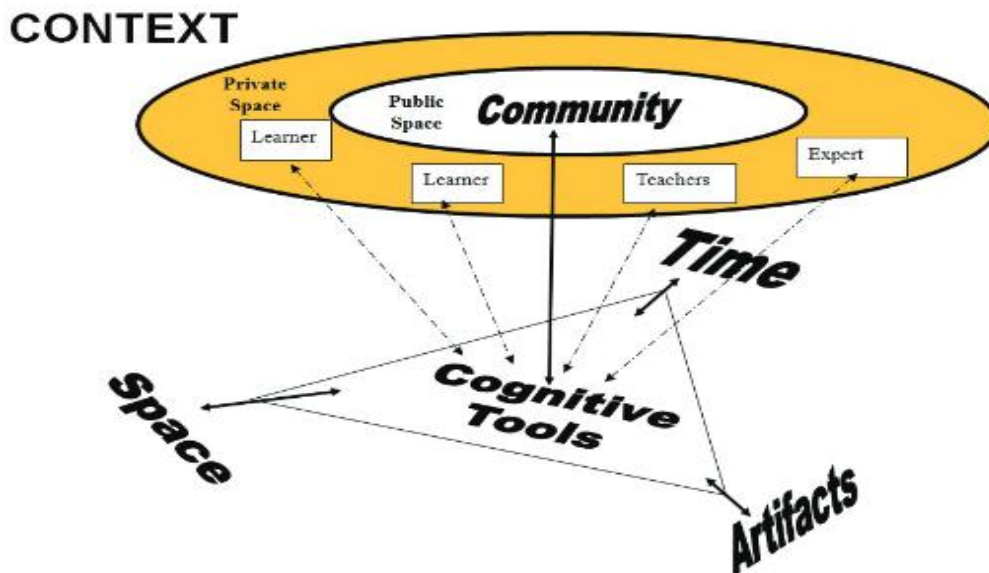 CONTEXT
Private
Space
Public
Space
Community
Learner
Learner
Teachers
Expert
Time
Cognitive
Tools
Space
Artifacts